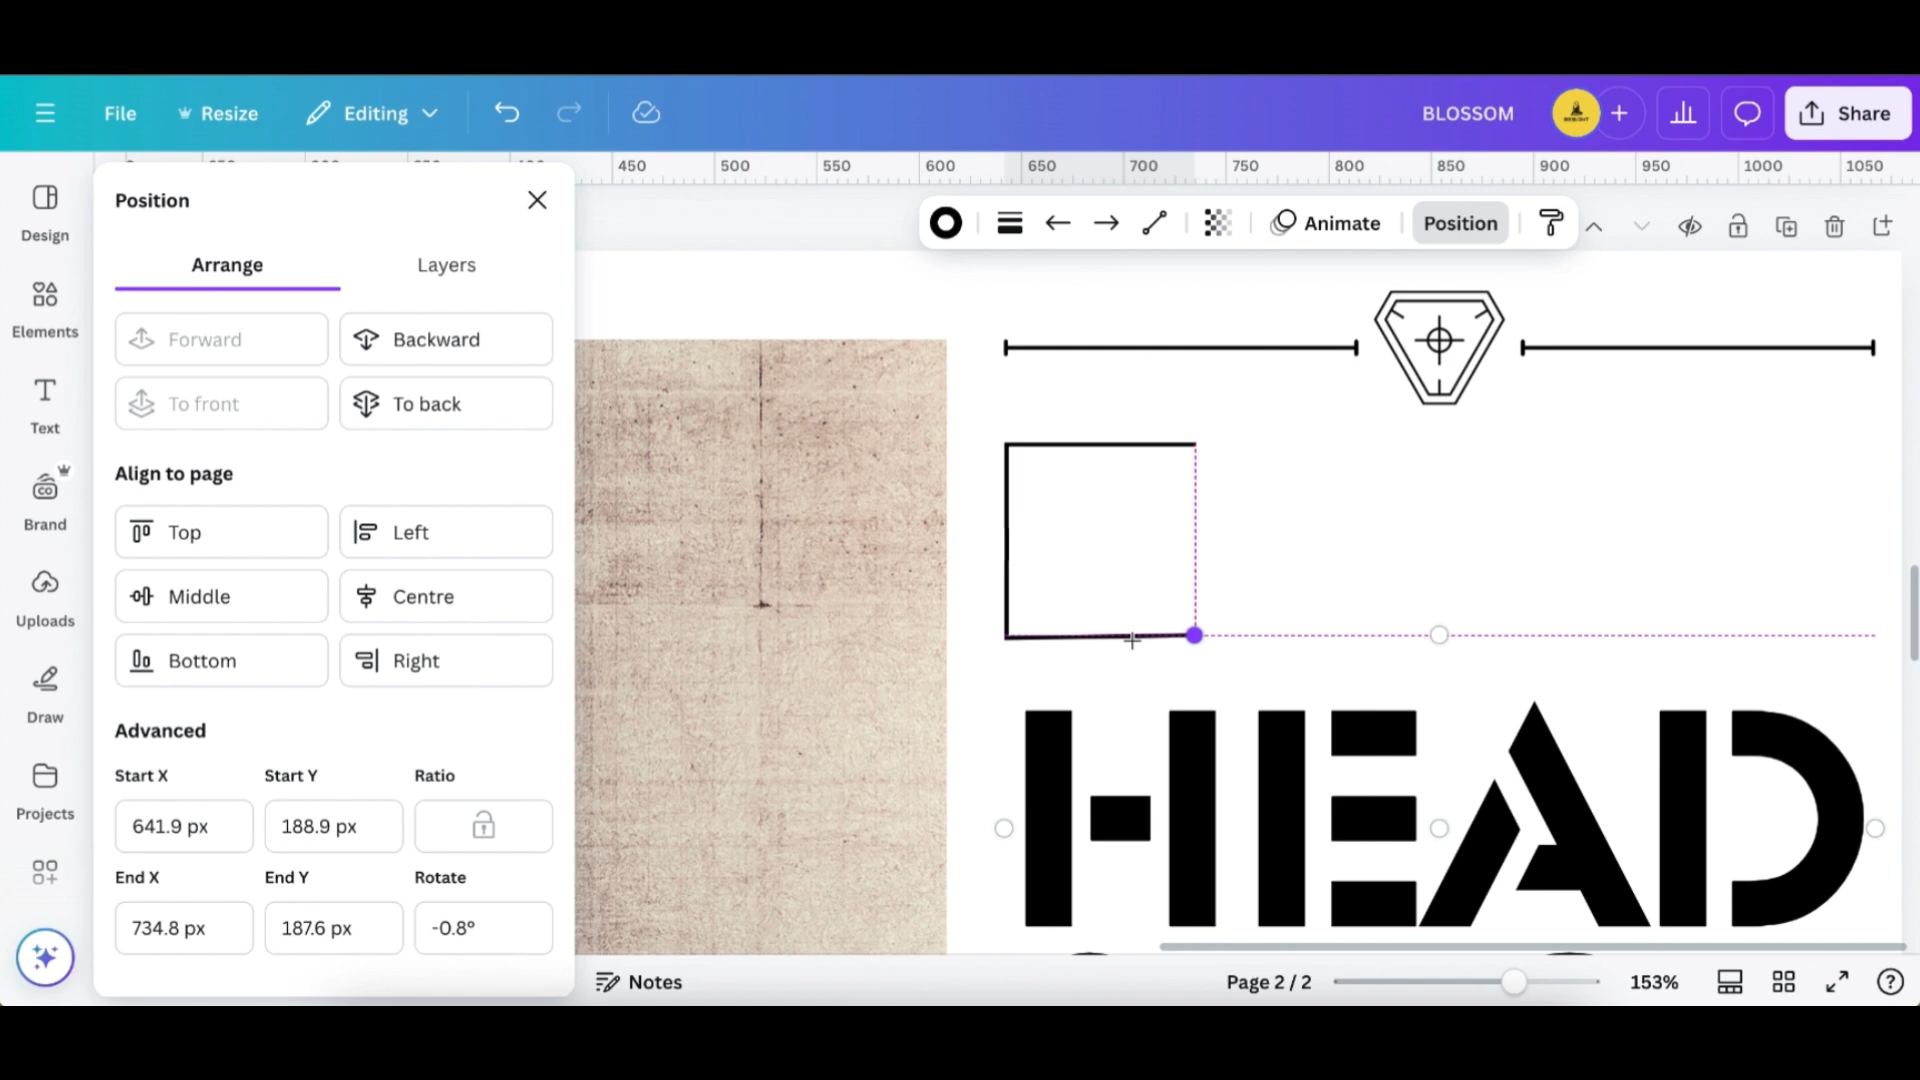 File
Resize
Editing
BLOSSOM
Share
450 500 550 600 650 700 750 800 850 900 950 1000 1050
Position
Animate
Position
Design
Elements
Text
Brand
Uploads
Draw
Projects
Arrange
Layers
Forward
Backward
To front
To back
Align to page
Top
Left
Middle
Centre
Bottom
Right
Advanced
Start X
Start Y
Ratio
641.9 px
188.9 px
End X
End Y
Rotate
734.8 px
187.6 px
-0.8°
HEAD
Notes
Page 2 / 2
153%